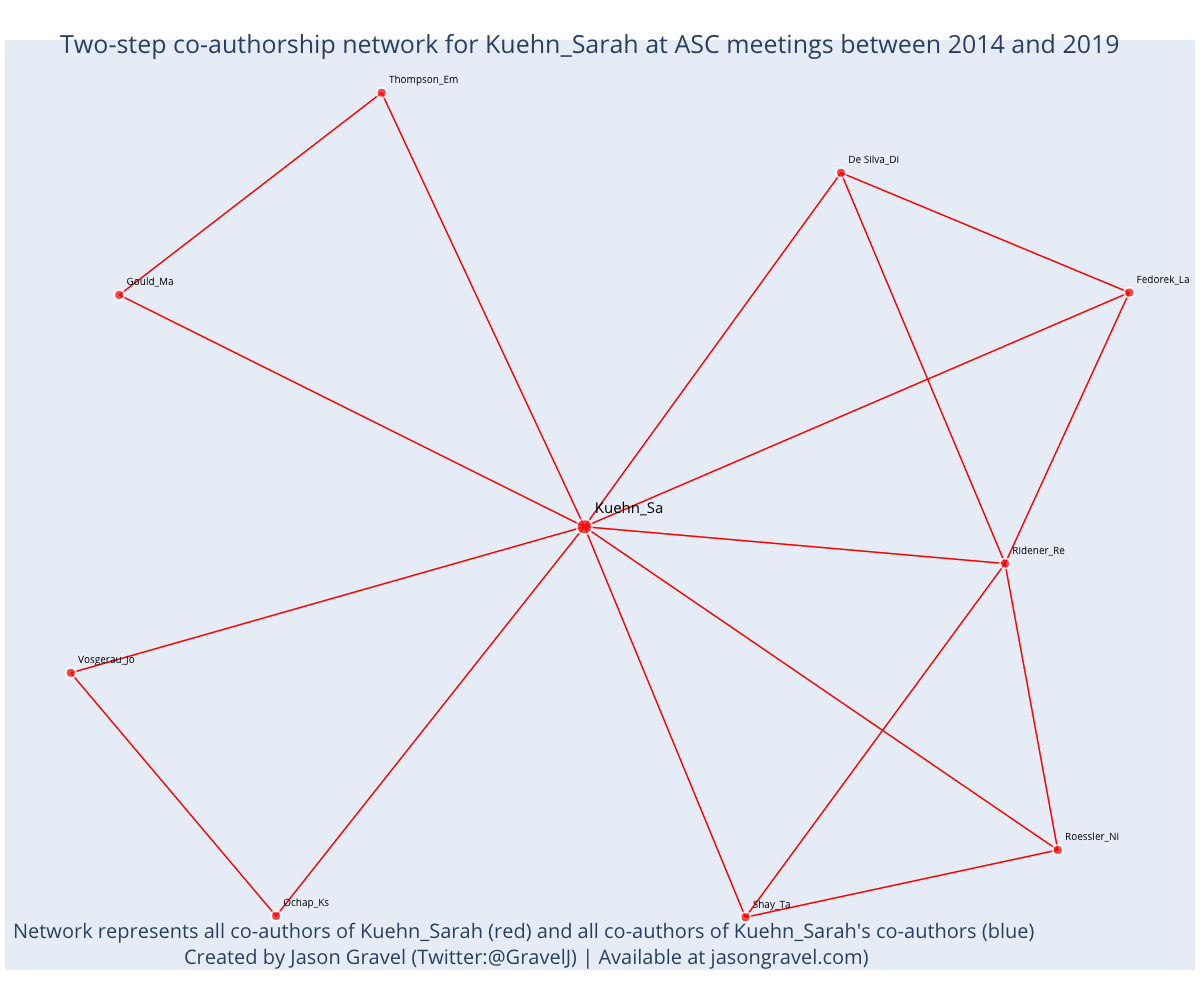 Two-step co-authorship network for Kuehn_Sarah at ASC meetings between 2014 and 2019
Thompson_Em
De Silva_Di
Gould_Ma
Fedorek_La
Kuehn_Sa
Ridener_Re
Vosgerau_Jo
Roessler_Ni
Ochap_Ks
Shay_Ta
Network represents all co-authors of Kuehn_Sarah (red) and all co-authors of Kuehn_Sarah's co-authors (blue)
Created by Jason Gravel (Twitter:@GravelJ) | Available at jasongravel.com)